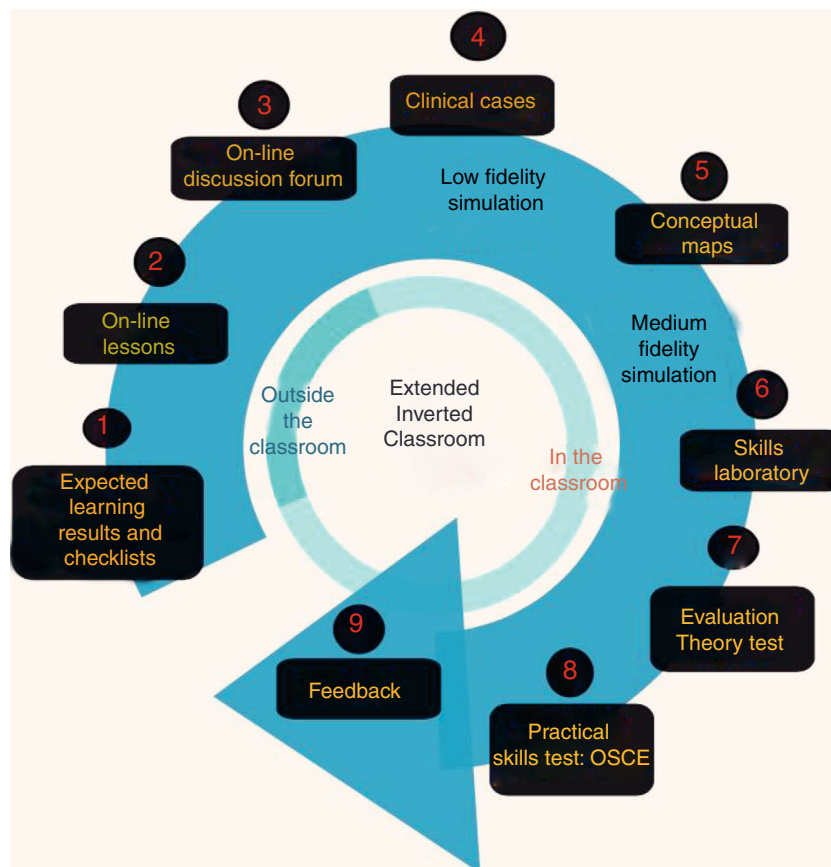 1
Expected
learning
results and
checklists
2
On-line
lessons
3
On-line
discussion forum
4
Clinical cases
Low fidelity
simulation
5
Conceptual
maps
Medium
fidelity
simulation
6
Skills
laboratory
7
Evaluation
Theory test
8
Practical
skills test: OSCE
9
Feedback
Outside
the
classroom
Extended
Inverted
Classroom
In the
classroom